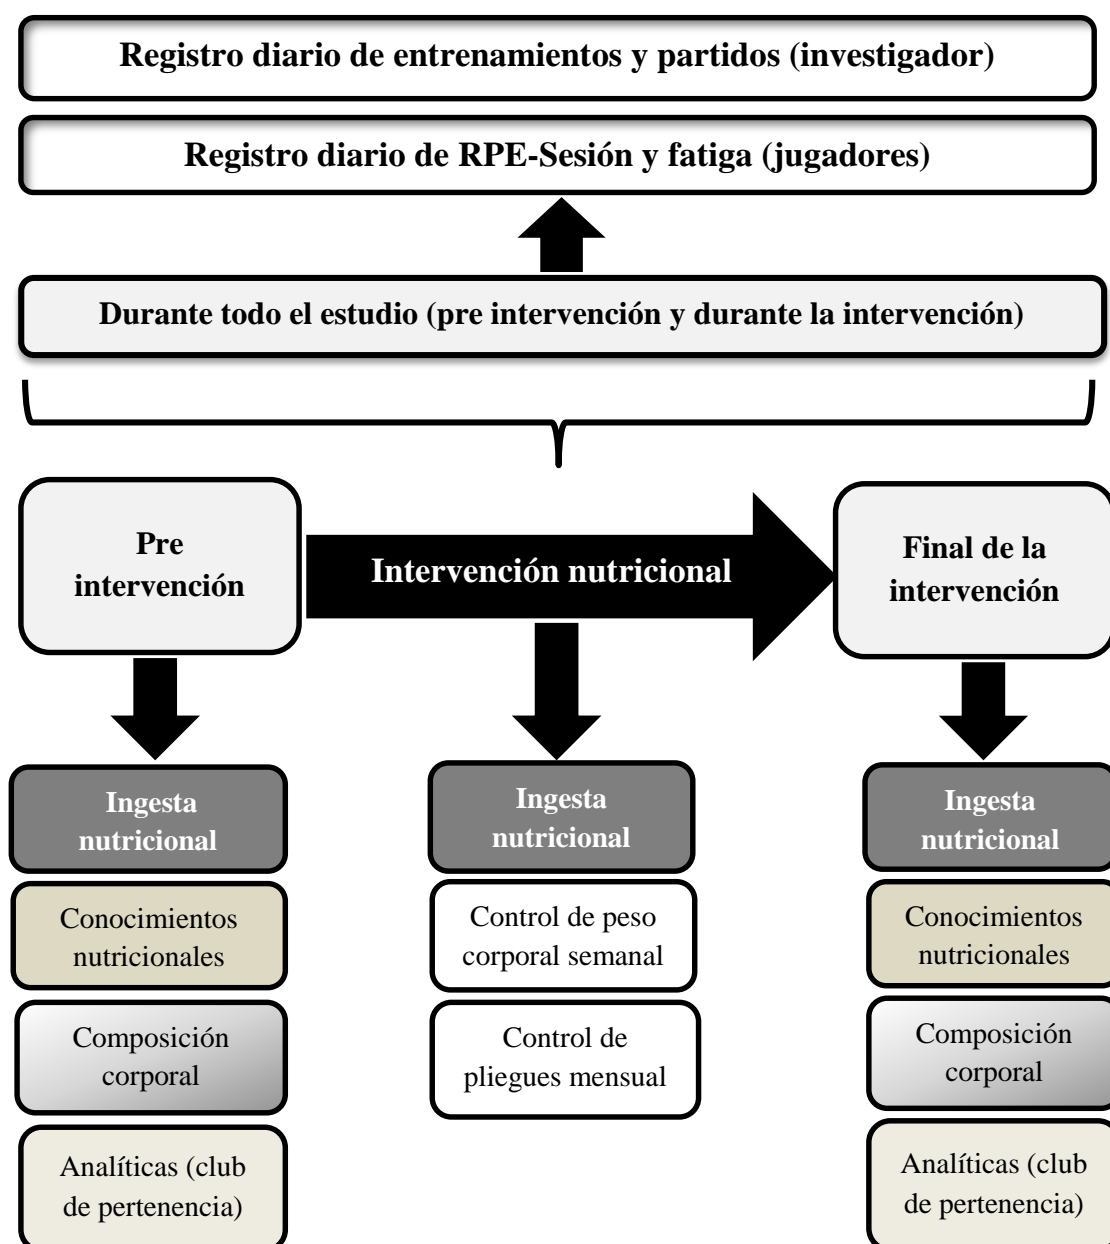 Registro diario de entrenamientos y partidos (investigador)
Registro diario de RPE-Sesión y fatiga (jugadores)
Durante todo el estudio (pre intervención y durante la intervención)
Pre
intervención
Intervención nutricional
Final de la
intervención
Ingesta
nutricional
Conocimientos
nutricionales
Composición
corporal
Analíticas (club
de pertenencia)
Ingesta
nutricional
Control de peso
corporal semanal
Control de
pliegues mensual
Ingesta
nutricional
Conocimientos
nutricionales
Composición
corporal
Analíticas (club
de pertenencia)